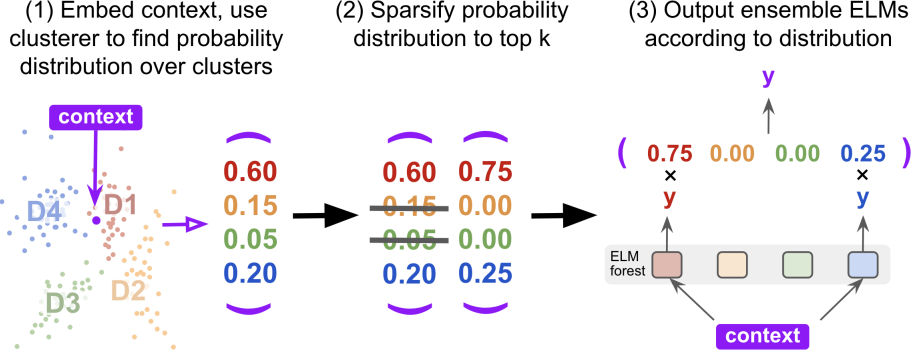 (1) Embed context, use
clusterer to find probability
distribution over clusters
(2) Sparsify probability
distribution to top k
(3) Output ensemble ELMs
according to distribution
context
D1
D4
D3
D2
( 0.60 0.15 0.05 0.20 )
( 0.60 0.15 0.05 0.20 )
( 0.75 0.00 0.00 0.25 )
y
( 0.75 0.00 0.00 0.25 )
× ×
y y
ELM
forest
context